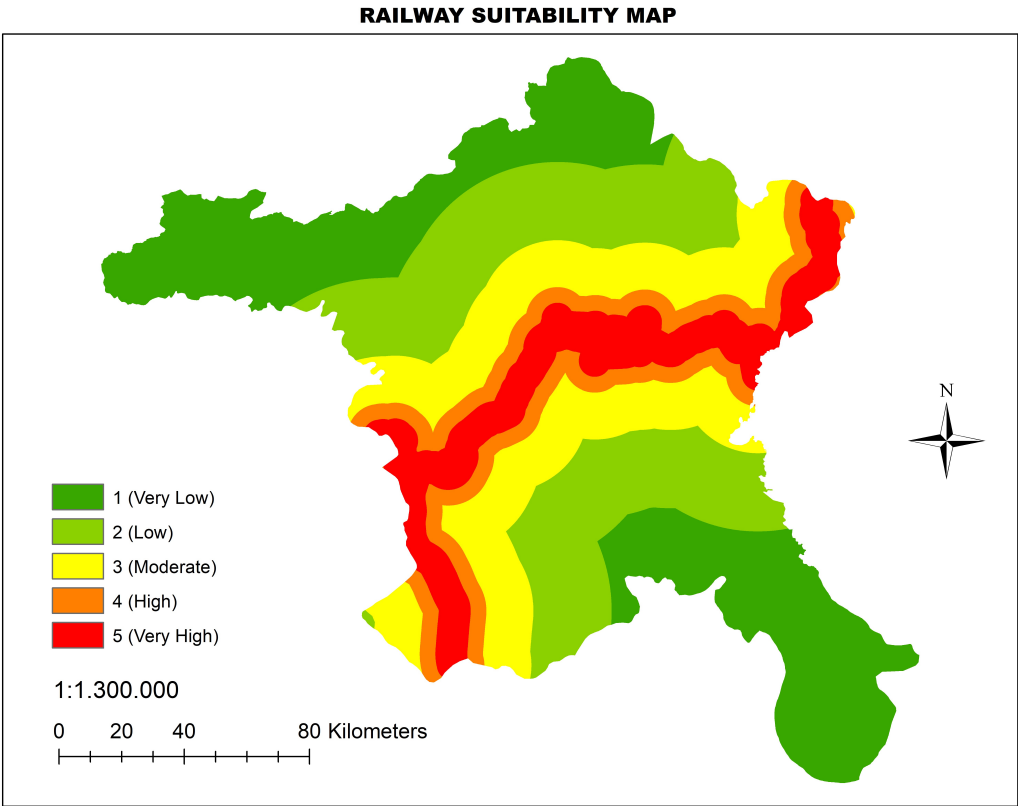 RAILWAY SUITABILITY MAP
N
1 (Very Low)
2 (Low)
3 (Moderate)
4 (High)
5 (Very High)
1:1.300.000
0 20 40 80 Kilometers